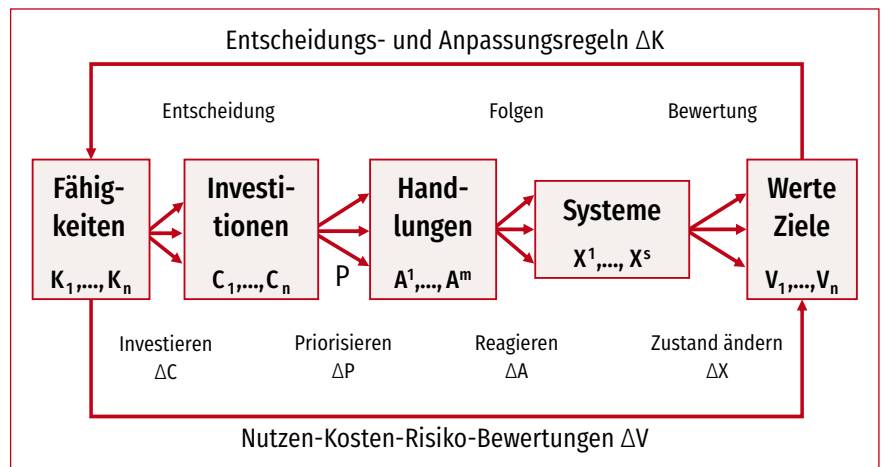 Entscheidungs- und Anpassungsregeln ΔK
Entscheidung
Folgen
Bewertung
Fähig-
keiten
K₁,..., Kₙ
Investi-
tionen
C₁,...,Cₙ
P
Hand-
lungen
A¹,..., Aᵐ
Systeme
X¹,..., Xˢ
Werte
Ziele
V₁,...,Vₙ
Investieren
ΔC
Priorisieren
ΔP
Reagieren
ΔA
Zustand ändern
ΔX
Nutzen-Kosten-Risiko-Bewertungen ΔV